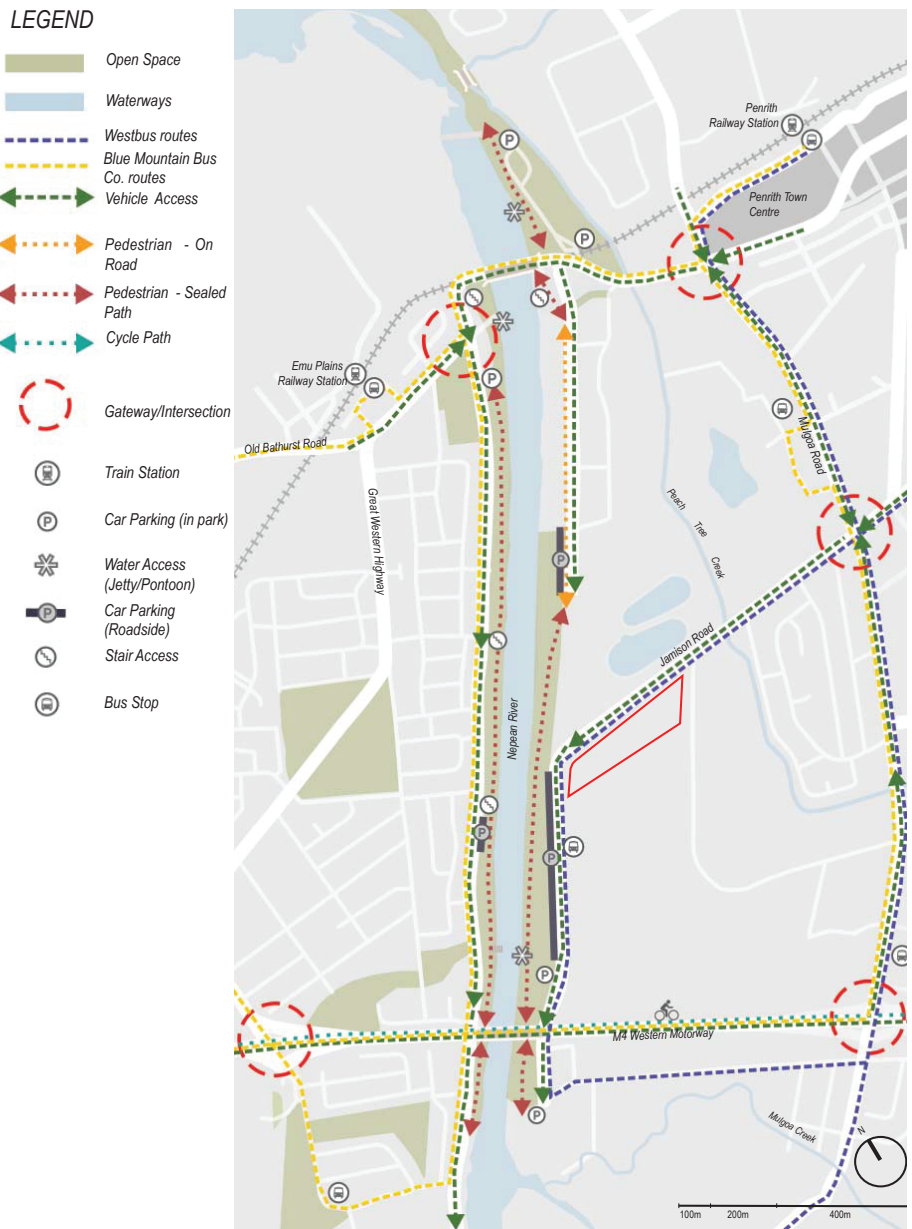 LEGEND
Open Space
Waterways
Westbus routes
Blue Mountain Bus
Co. routes
Vehicle Access
Pedestrian - On
Road
Pedestrian - Sealed
Path
Cycle Path
Gateway/Intersection
Train Station
P
Car Parking (in park)
Water Access
(Jetty/Pontoon)
P
Car Parking
(Roadside)
Stair Access
Bus Stop
Penrith
Railway Station
P
Penrith Town
Centre
P
Emu Plains
Railway Station
P
Old Bathurst Road
Mulgoa Road
Great Western Highway
Peach Tree Creek
P
Jamison Road
Nepean River
P
P
P
M4 Western Motorway
P
Mulgoa Creek
N
100m
200m
400m